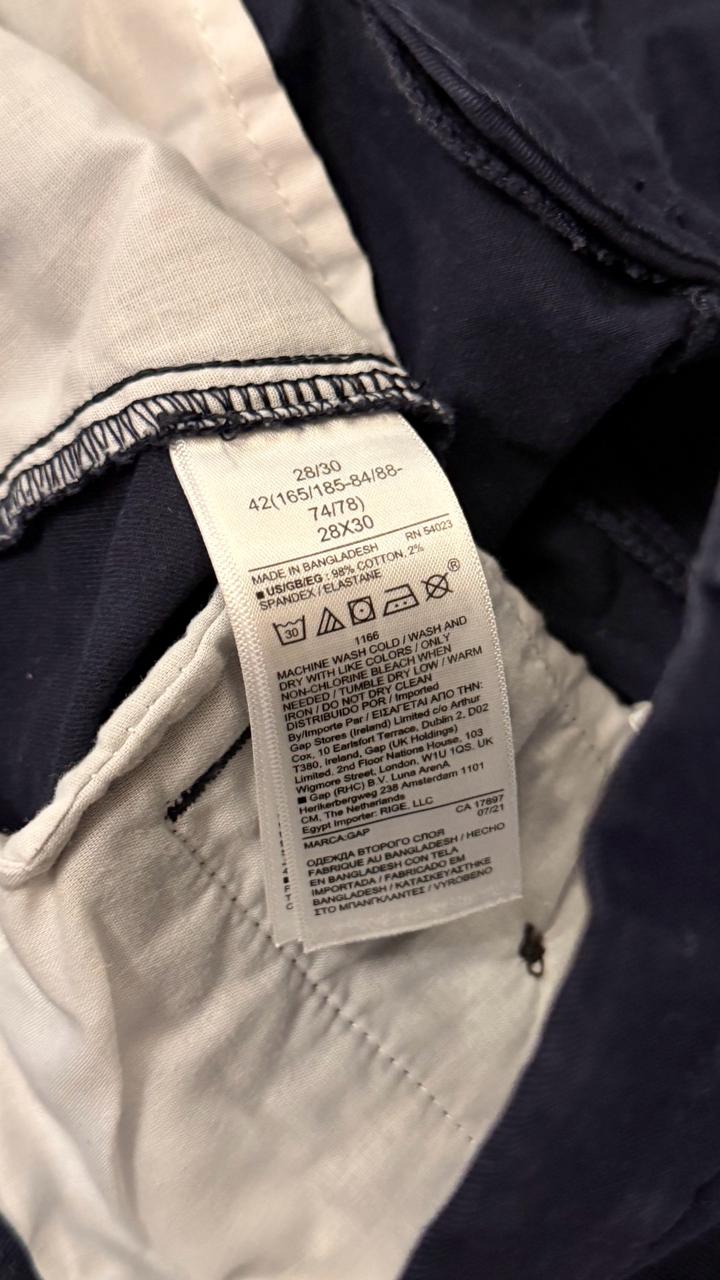 28/30
42(165/185-84/88-
74/78)
28X30
MADE IN BANGLADESH RN 54023
■ US/GB/EG : 98% COTTON, 2%
SPANDEX / ELASTANE
30
®
1166
MACHINE WASH COLD / WASH AND
DRY WITH LIKE COLORS / ONLY
NON-CHLORINE BLEACH WHEN
NEEDED / TUMBLE DRY LOW / WARM
IRON / DO NOT DRY CLEAN
DISTRIBUIDO POR / Imported
By/Importe Par / ΕΙΣΑΓΕΤΑΙ ΑΠΟ ΤΗΝ:
Gap Stores (Ireland) Limited c/o Arthur
Cox, 10 Earlsfort Terrace, Dublin 2, D02
T380, Ireland, Gap (UK Holdings)
Limited, 2nd Floor Nations House, 103
Wigmore Street, London, W1U 1QS. UK
■ Gap (RHC) B.V. Luna ArenA
Herikerbergweg 238 Amsterdam 1101
CM, The Netherlands
Egypt Importer: RIGE, LLC
CA 17897
MARCA:GAP 07/21
ОДЕЖДА ВТОРОГО СЛОЯ
FABRIQUE AU BANGLADESH / HECHO
EN BANGLADESH CON TELA
IMPORTADA / FABRICADO EM
BANGLADESH / ΚΑΤΑΣΚΕΥΑΣΤΗΚΕ
ΣΤΟ ΜΠΑΝΓΚΛΑΝΤΕΣ / VYROBENO